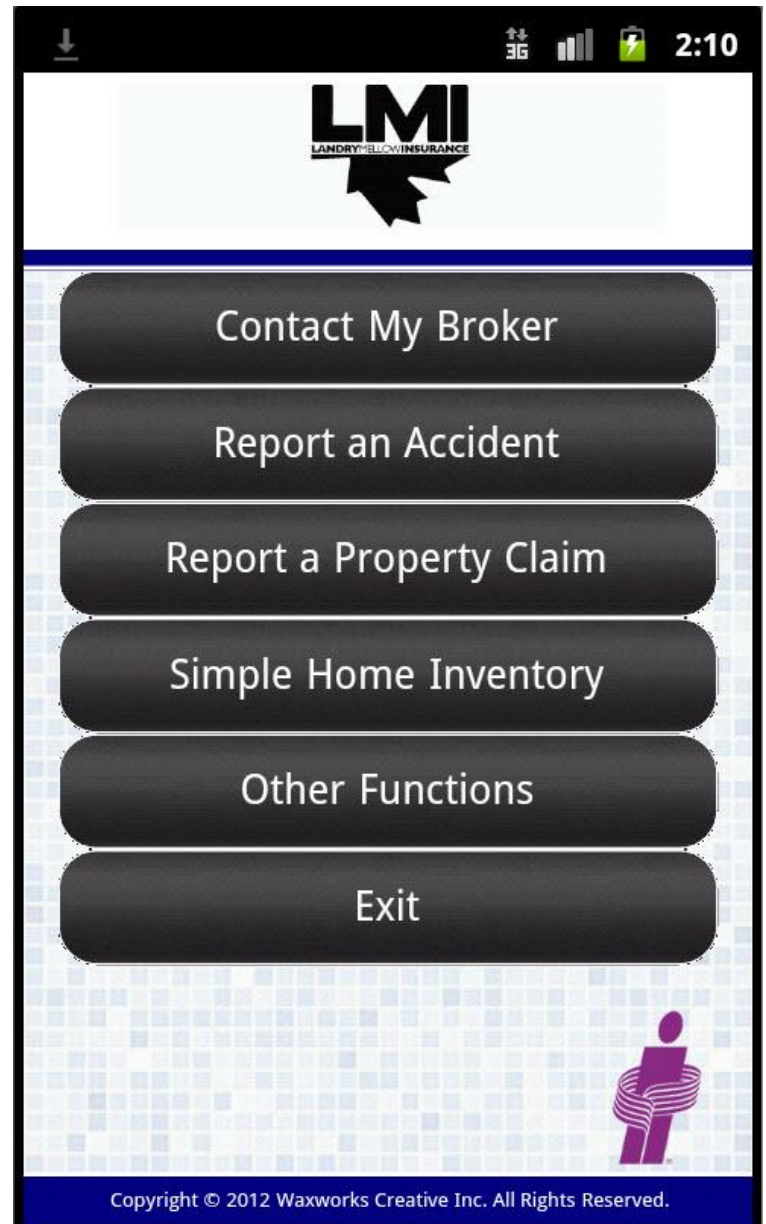 3G 2:10
LMI
LANDRYMELLOWINSURANCE
Contact My Broker
Report an Accident
Report a Property Claim
Simple Home Inventory
Other Functions
Exit
Copyright © 2012 Waxworks Creative Inc. All Rights Reserved.